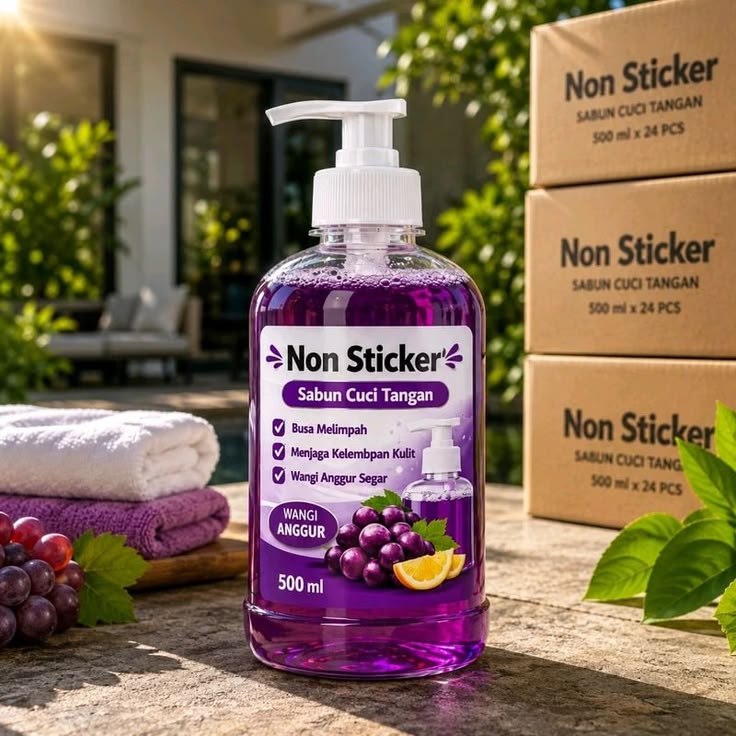 Non Sticker
Sabun Cuci Tangan
Busa Melimpah
Menjaga Kelembpan Kulit
Wangi Anggur Segar
WANGI
ANGGUR
500 ml
Non Sticker
SABUN CUCI TANGAN
500 ml x 24 PCS
Non Sticker
SABUN CUCI TANGAN
500 ml x 24 PCS
Non Sticker
SABUN CUCI TANG
500 ml x 24 PCS